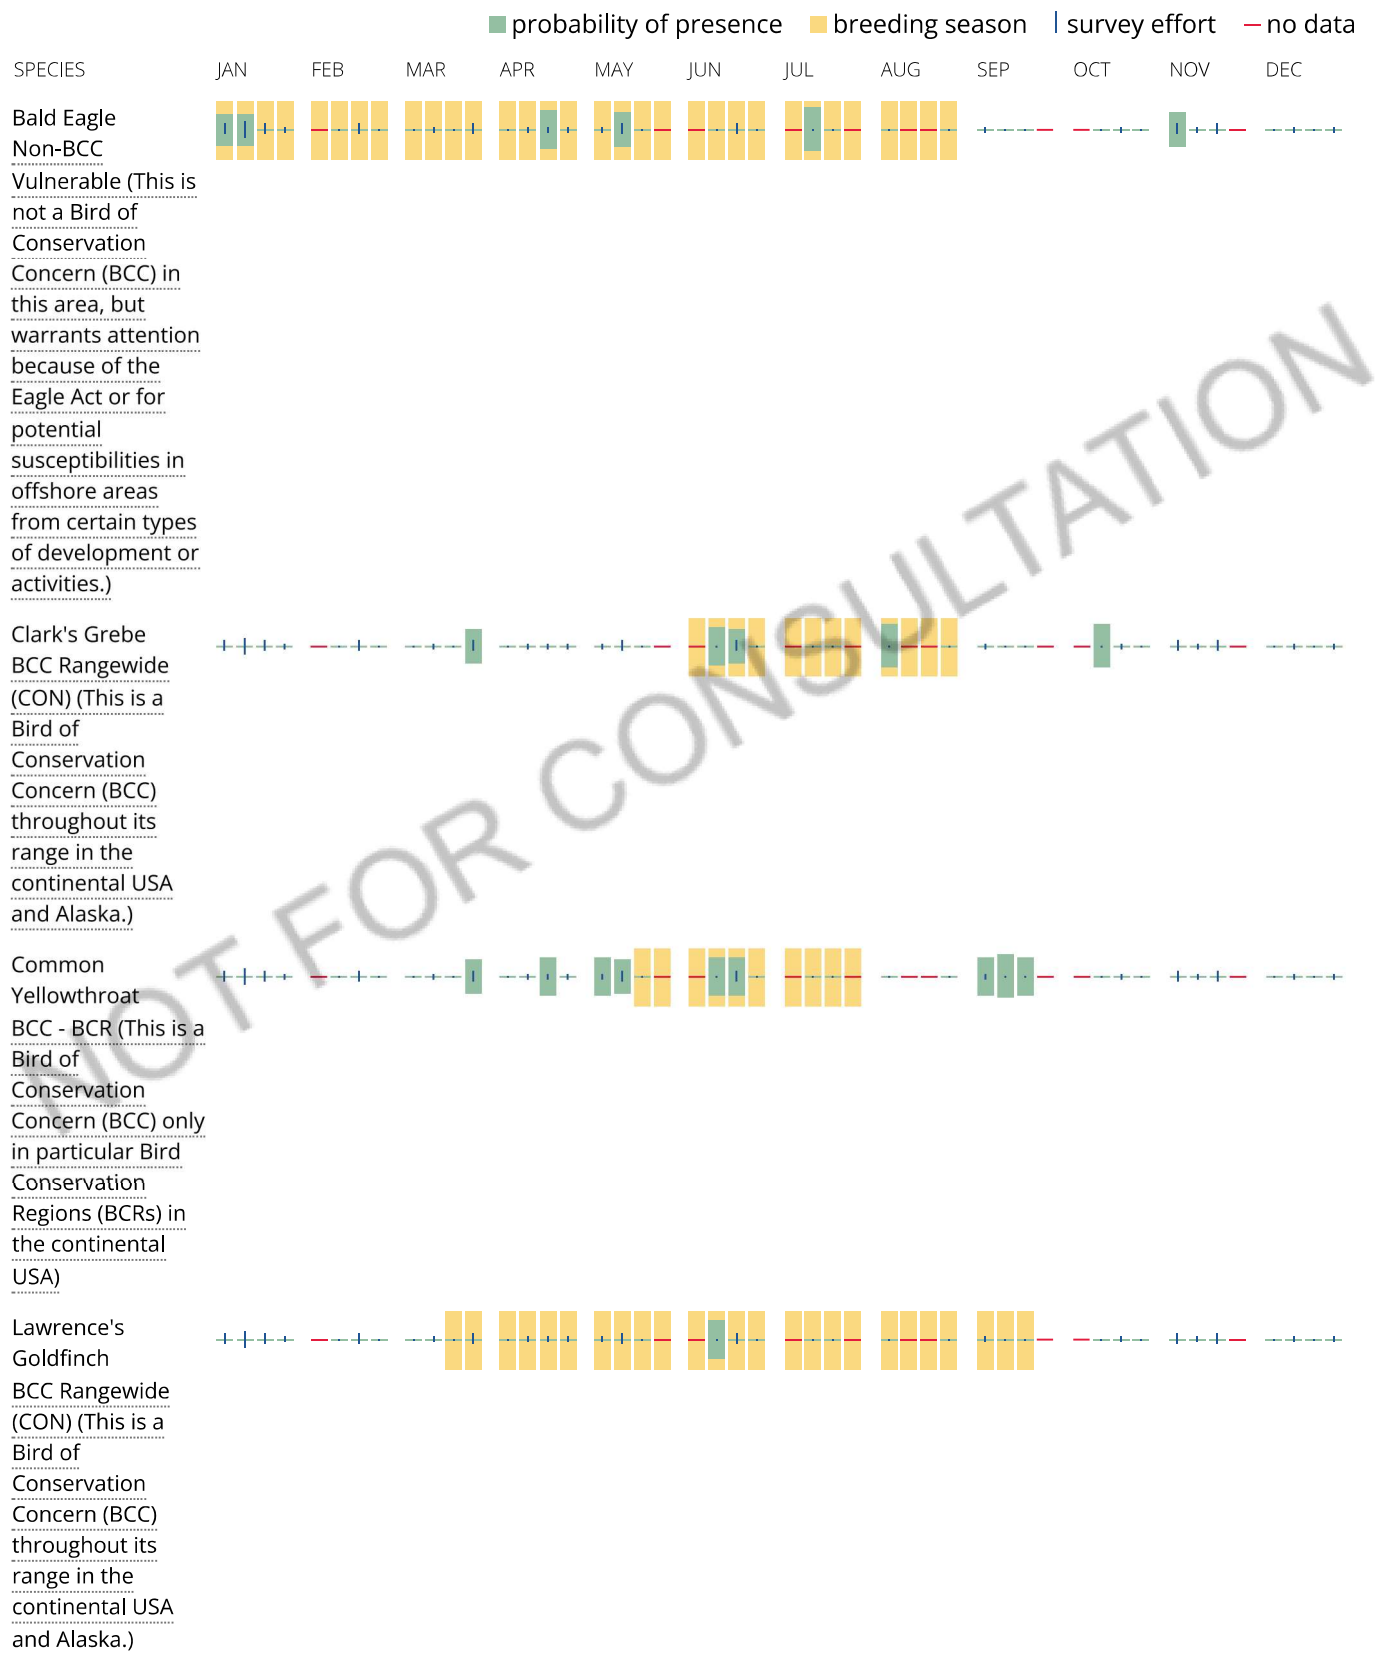 probability of presence breeding season survey effort no data
SPECIES JAN FEB MAR APR MAY JUN JUL AUG SEP OCT NOV DEC
Bald Eagle
Non-BCC
Vulnerable (This is
not a Bird of
Conservation
Concern (BCC) in
this area, but
warrants attention
because of the
Eagle Act or for
potential
susceptibilities in
offshore areas
from certain types
of development or
activities.)
Clark's Grebe
BCC Rangewide
(CON) (This is a
Bird of
Conservation
Concern (BCC)
throughout its
range in the
continental USA
and Alaska.)
Common
Yellowthroat
BCC - BCR (This is a
Bird of
Conservation
Concern (BCC) only
in particular Bird
Conservation
Regions (BCRs) in
the continental
USA)
Lawrence's
Goldfinch
BCC Rangewide
(CON) (This is a
Bird of
Conservation
Concern (BCC)
throughout its
range in the
continental USA
and Alaska.)
NOT FOR CONSULTATION